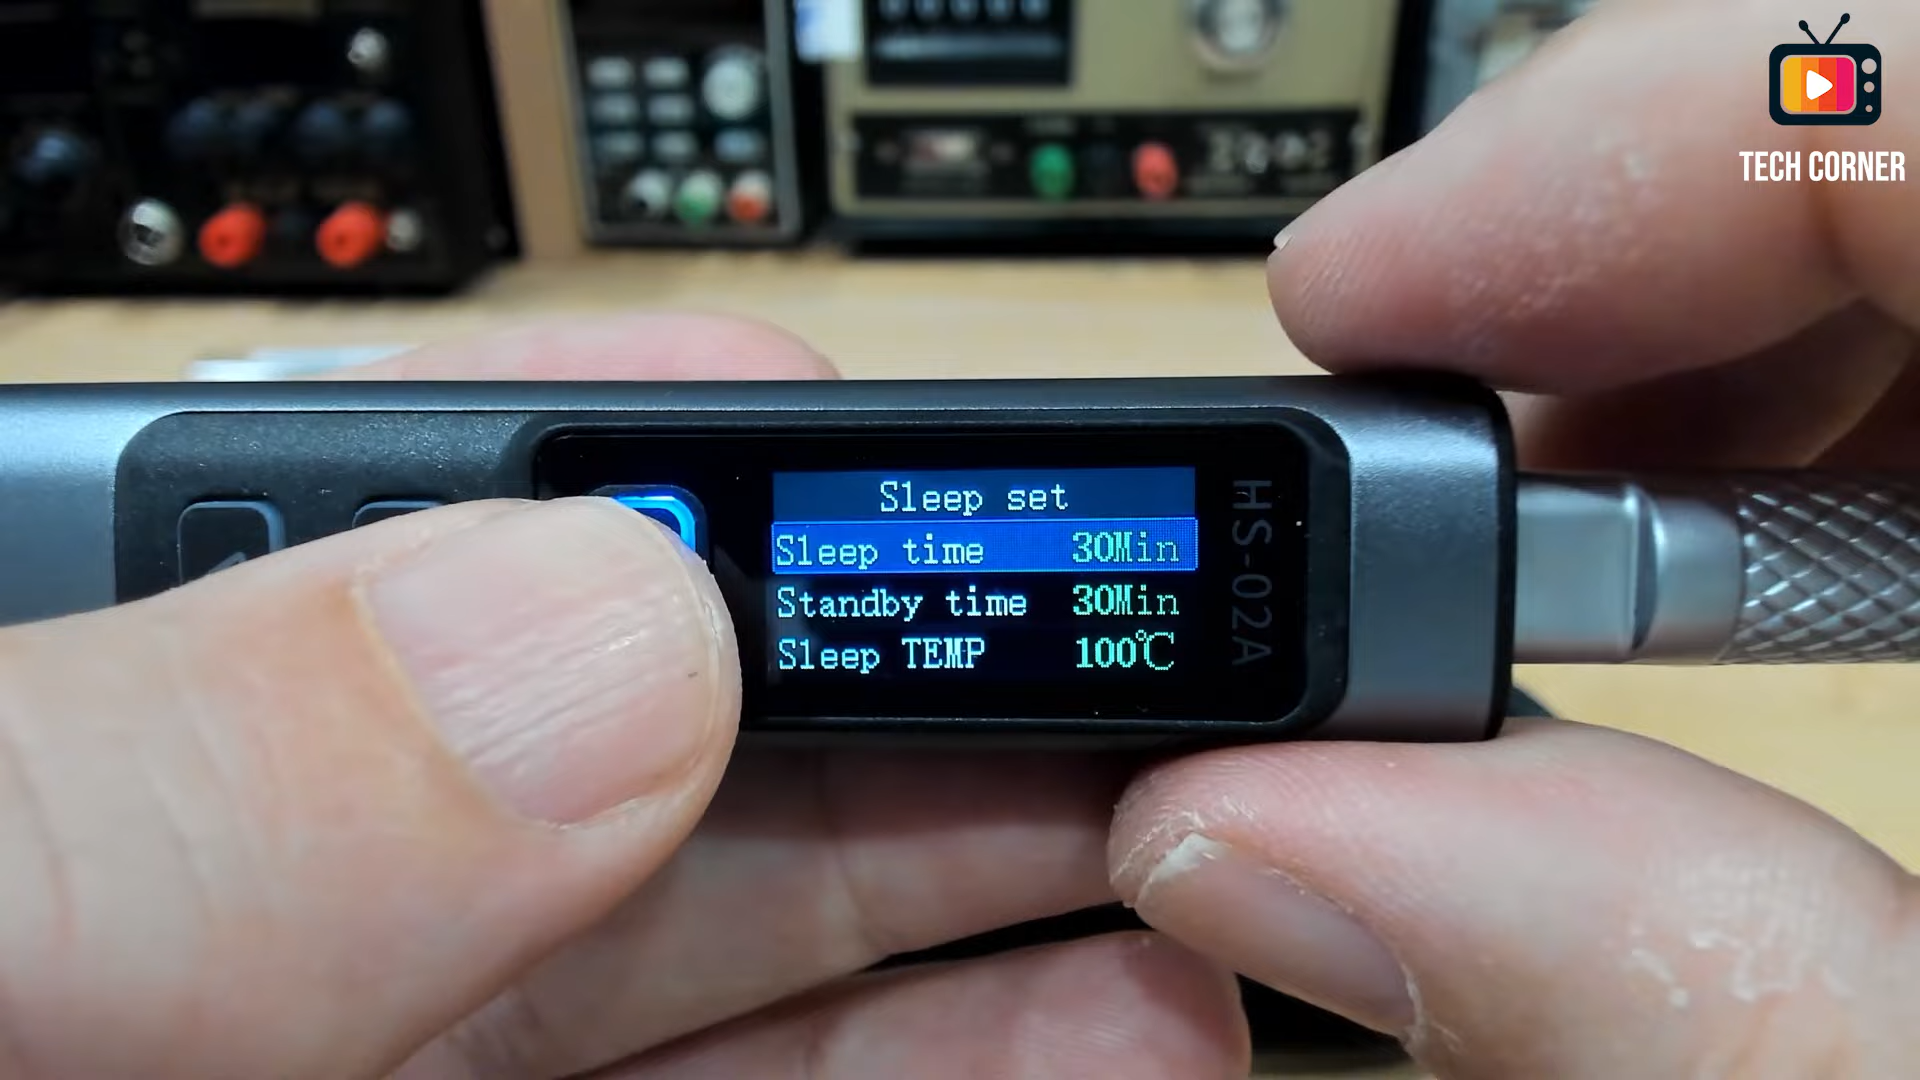 TECH CORNER
Sleep set
Sleep time 30Min
Standby time 30Min
Sleep TEMP 100℃
HS-02A